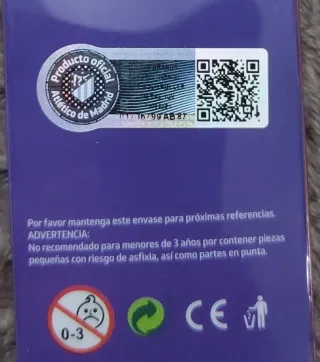 Producto oficial
Atlético de Madrid
Por favor mantenga este envase para próximas referencias.
ADVERTENCIA:
No recomendado para menores de 3 años por contener piezas
pequeñas con riesgo de asfixia, así como partes en punta.
0-3
CE